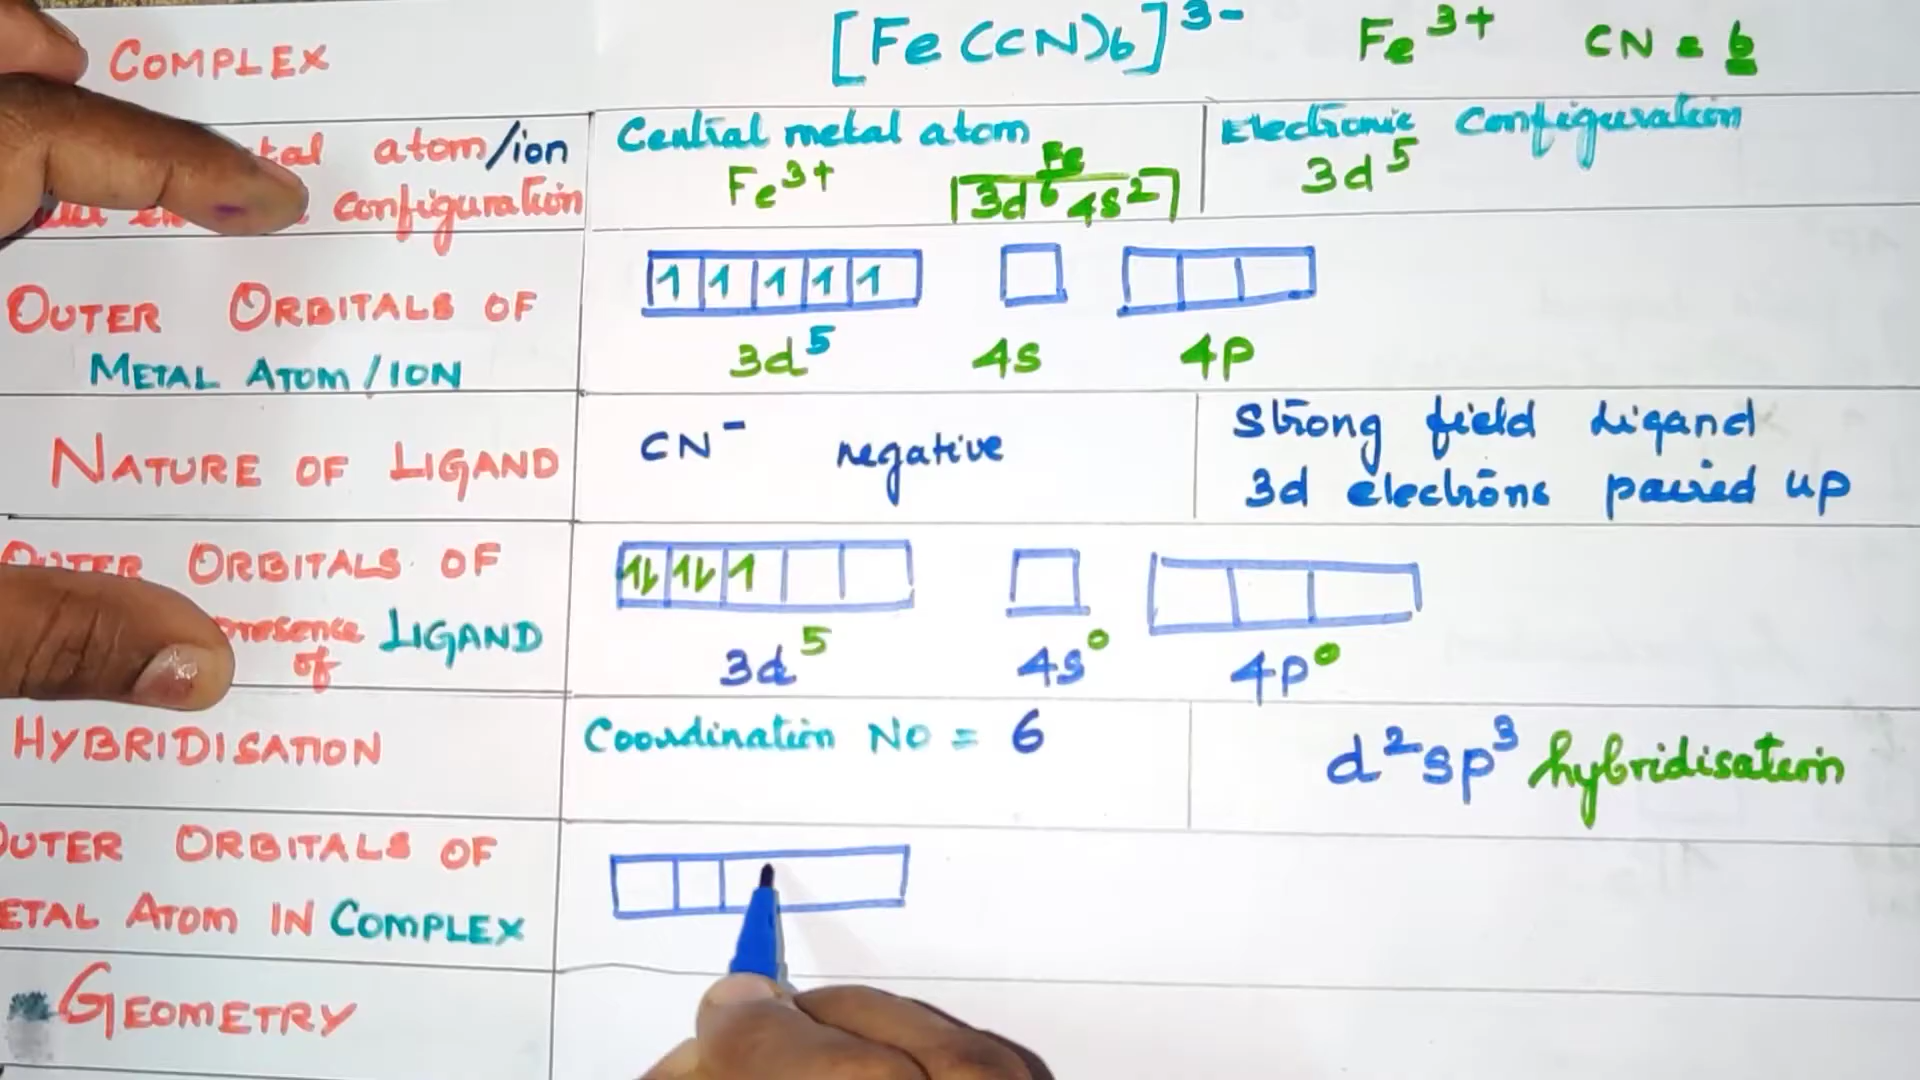 COMPLEX
[Fe(CN)6]3-
Fe3+
CN = 6
atom/ion
configuration
Central metal atom
Fe3+
Fe
3d6 4s2
Electronic Configuration
3d5
OUTER ORBITALS OF
METAL ATOM/ION
1 1 1 1 1
3d5
4s
4p
NATURE OF LIGAND
CN-
negative
Strong field Ligand
3d electrons paired up
OUTER ORBITALS OF
presence of LIGAND
1⇂ 1⇂ 1
3d5
4s0
4p0
HYBRIDISATION
Coordination No = 6
d2sp3 hybridisation
OUTER ORBITALS OF
METAL ATOM IN COMPLEX
GEOMETRY